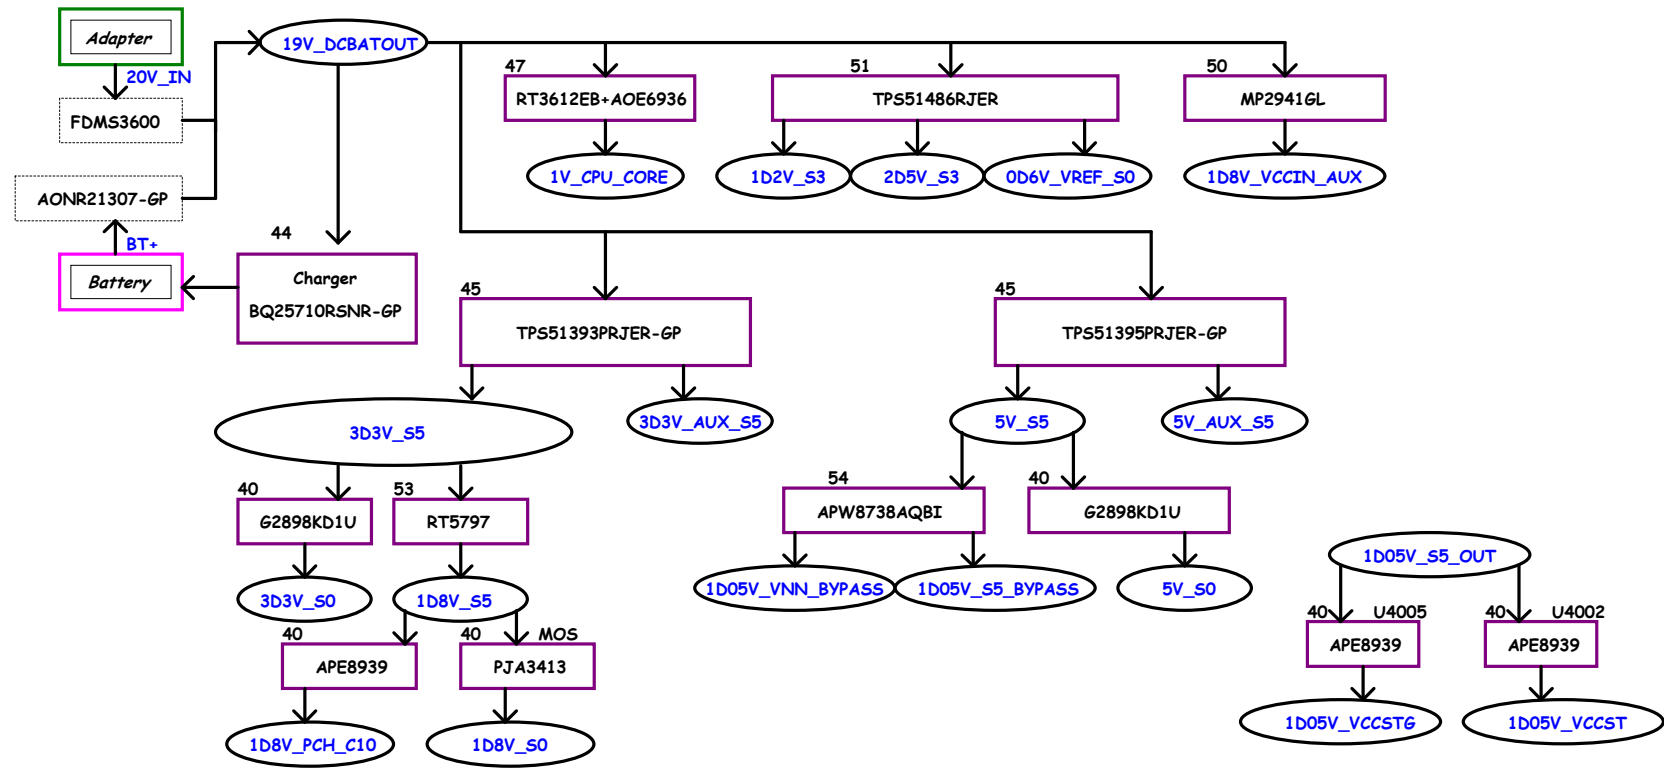 Adapter
20V_IN
FDMS3600
AONR21307-GP
BT+
Battery
19V_DCBATOUT
44
Charger
BQ25710RSNR-GP
47
RT3612EB+AOE6936
1V_CPU_CORE
51
TPS51486RJER
1D2V_S3
2D5V_S3
0D6V_VREF_S0
50
MP2941GL
1D8V_VCCIN_AUX
45
TPS51393PRJER-GP
3D3V_S5
3D3V_AUX_S5
45
TPS51395PRJER-GP
5V_S5
5V_AUX_S5
40
G2898KD1U
3D3V_S0
53
RT5797
1D8V_S5
40
APE8939
1D8V_PCH_C10
40 MOS
PJA3413
1D8V_S0
54
APW8738AQBI
1D05V_VNN_BYPASS
1D05V_S5_BYPASS
40
G2898KD1U
5V_S0
1D05V_S5_OUT
40 U4005
APE8939
1D05V_VCCSTG
40 U4002
APE8939
1D05V_VCCST